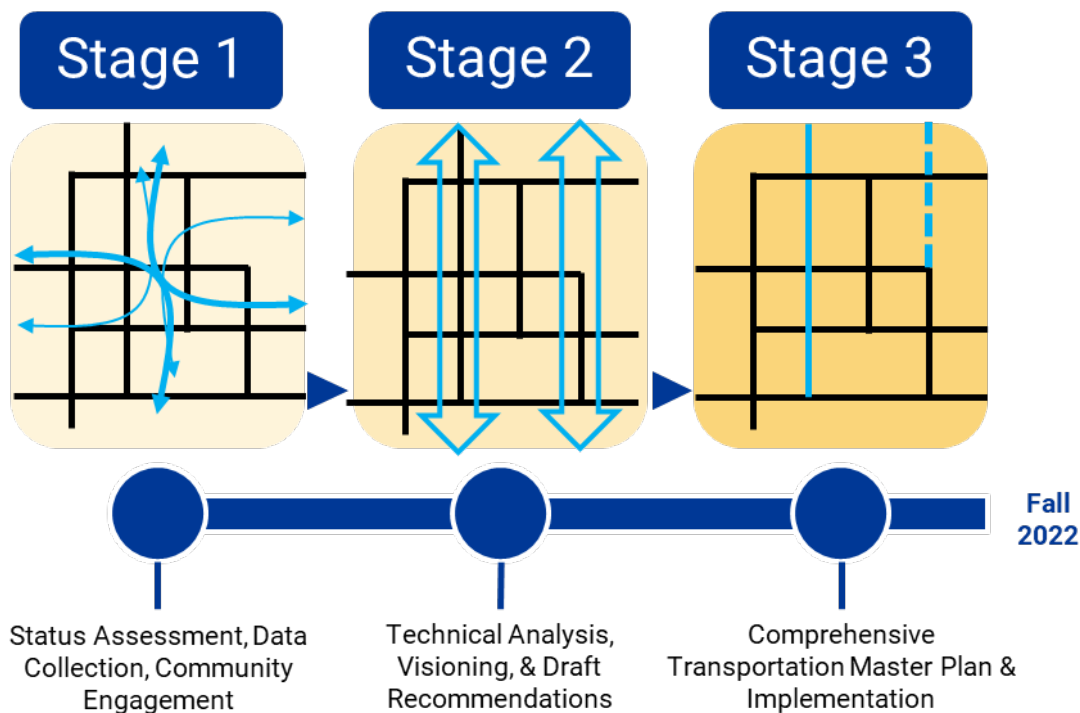 Stage 1
Stage 2
Stage 3
Fall
2022
Status Assessment, Data
Collection, Community
Engagement
Technical Analysis,
Visioning, & Draft
Recommendations
Comprehensive
Transportation Master Plan &
Implementation